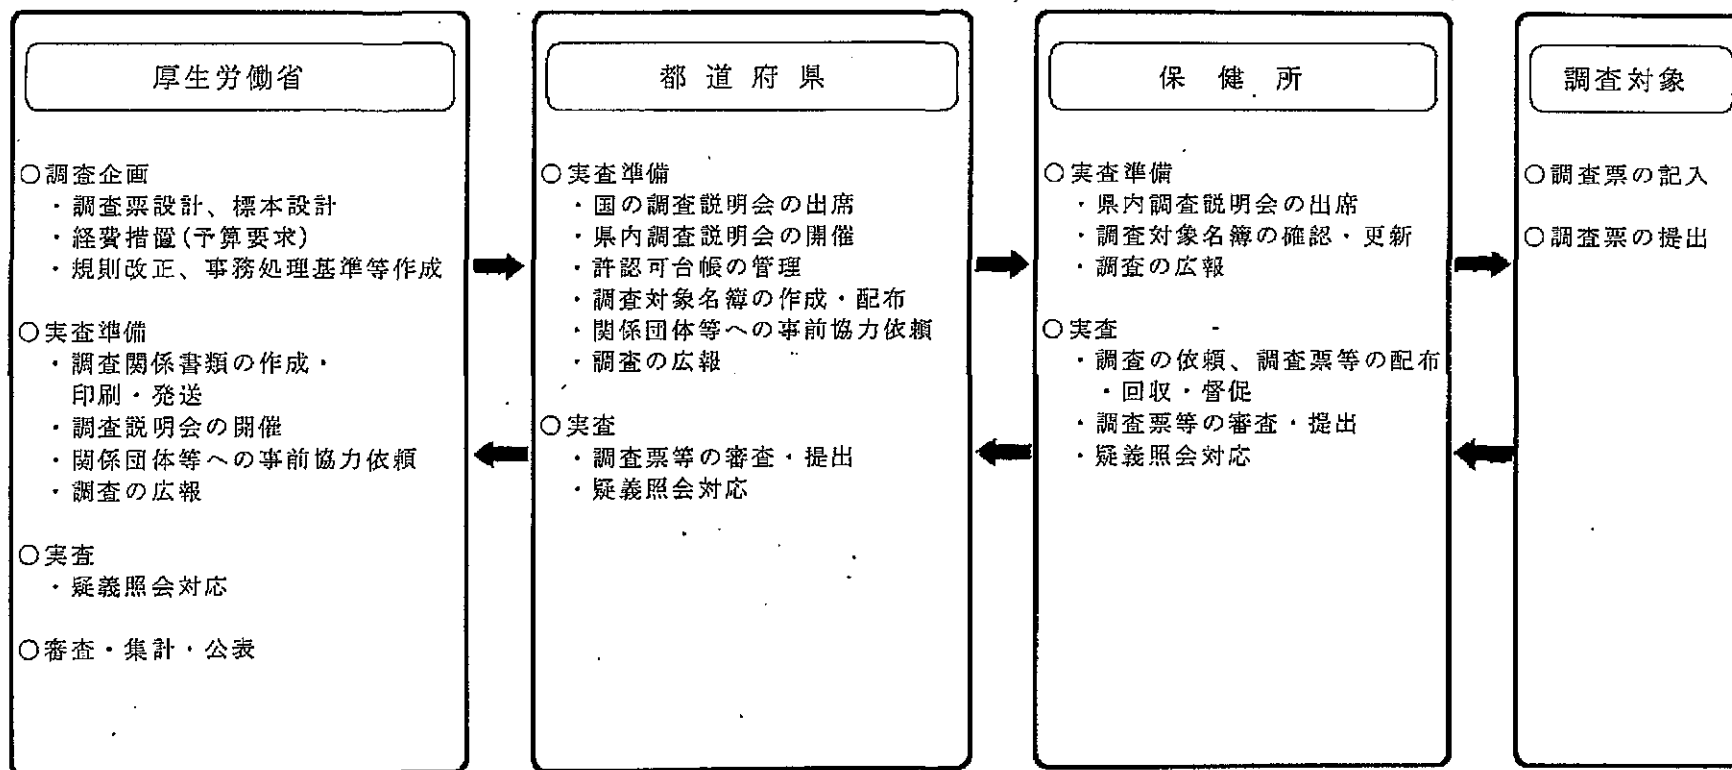 厚生労働省
○調査企画
・調査票設計、標本設計
・経費措置(予算要求)
・規則改正、事務処理基準等作成
○実査準備
・調査関係書類の作成・
印刷・発送
・調査説明会の開催
・関係団体等への事前協力依頼
・調査の広報
○実査
・疑義照会対応
○審査・集計・公表
都道府県
○実査準備
・国の調査説明会の出席
・県内調査説明会の開催
・許認可台帳の管理
・調査対象名簿の作成・配布
・関係団体等への事前協力依頼
・調査の広報
○実査
・調査票等の審査・提出
・疑義照会対応
保健所
○実査準備
・県内調査説明会の出席
・調査対象名簿の確認・更新
・調査の広報
○実査
・調査の依頼、調査票等の配布
・回収・督促
・調査票等の審査・提出
・疑義照会対応
調査対象
○調査票の記入
○調査票の提出